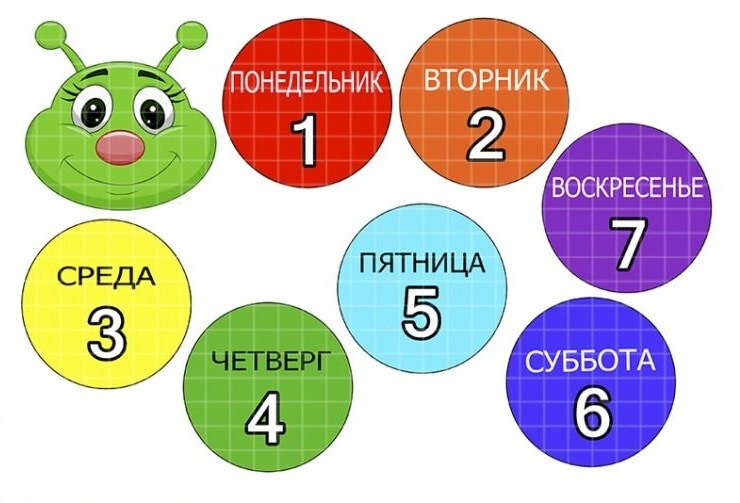 ПОНЕДЕЛЬНИК
1
ВТОРНИК
2
СРЕДА
3
ЧЕТВЕРГ
4
ПЯТНИЦА
5
СУББОТА
6
ВОСКРЕСЕНЬЕ
7